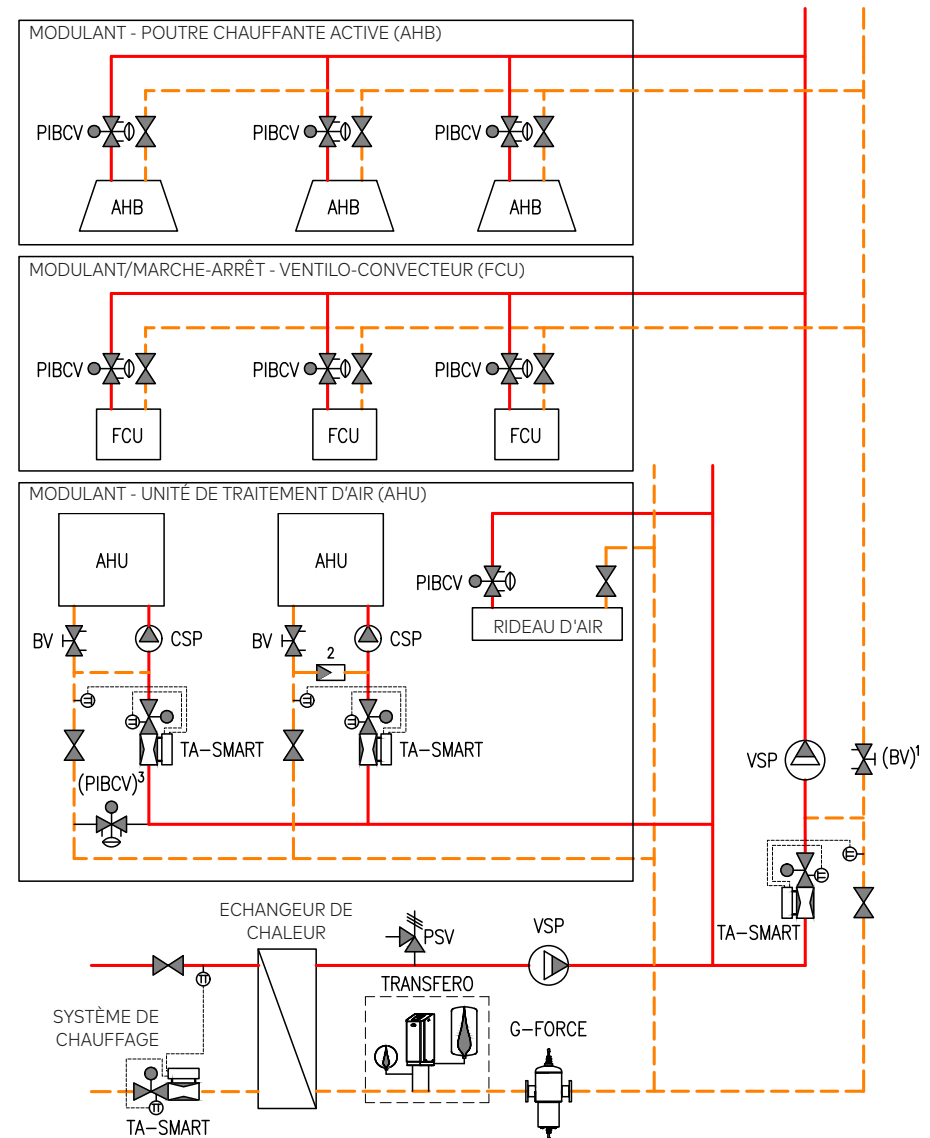 MODULANT - POUTRE CHAUFFANTE ACTIVE (AHB)
PIBCV PIBCV PIBCV
AHB AHB AHB
MODULANT/MARCHE-ARRÊT - VENTILO-CONVECTEUR (FCU)
PIBCV PIBCV PIBCV
FCU FCU FCU
MODULANT - UNITÉ DE TRAITEMENT D'AIR (AHU)
AHU AHU
PIBCV
RIDEAU D'AIR
BV CSP BV CSP
2
TA-SMART TA-SMART
(PIBCV)³
VSP (BV)¹
TA-SMART
ECHANGEUR DE
CHALEUR
PSV
VSP
TRANSFERO
G-FORCE
SYSTÈME DE
CHAUFFAGE
TA-SMART